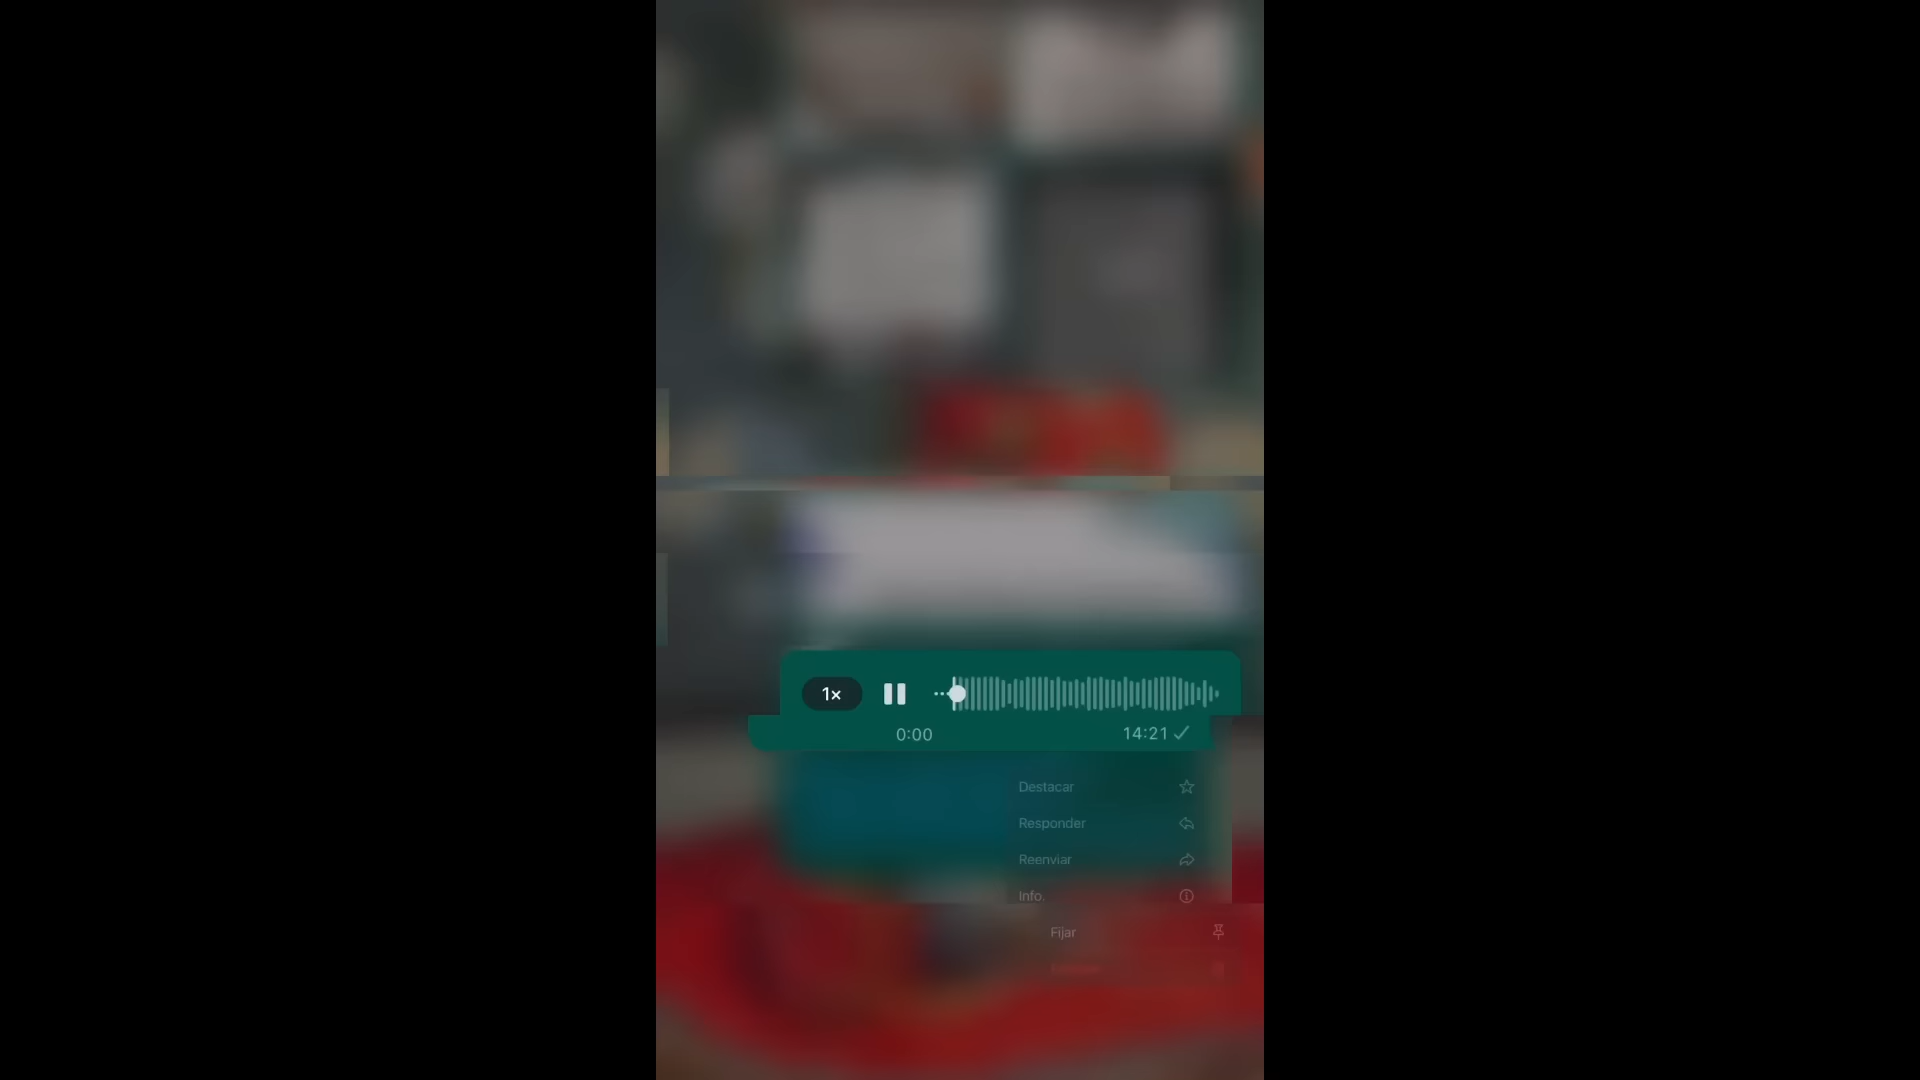 1×
0:00
14:21
Destacar
Responder
Reenviar
Info.
Fijar